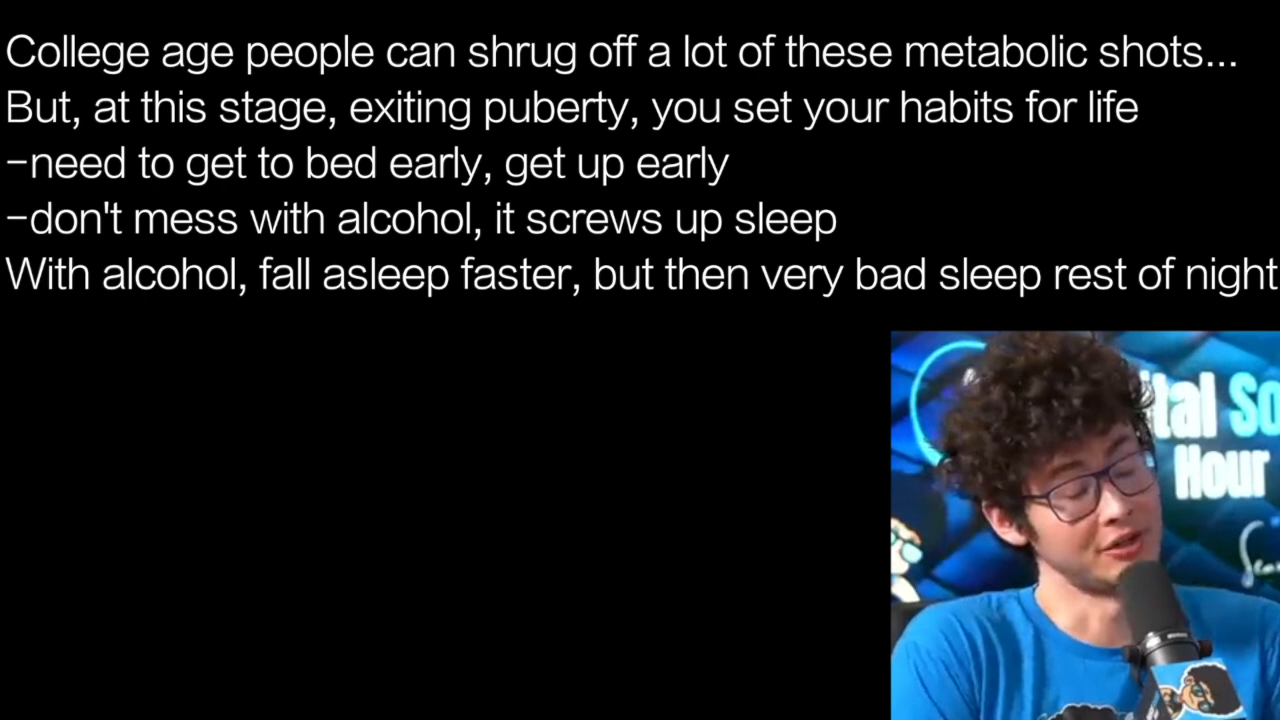 College age people can shrug off a lot of these metabolic shots...
But, at this stage, exiting puberty, you set your habits for life
-need to get to bed early, get up early
-don't mess with alcohol, it screws up sleep
With alcohol, fall asleep faster, but then very bad sleep rest of night
ital So
Hour